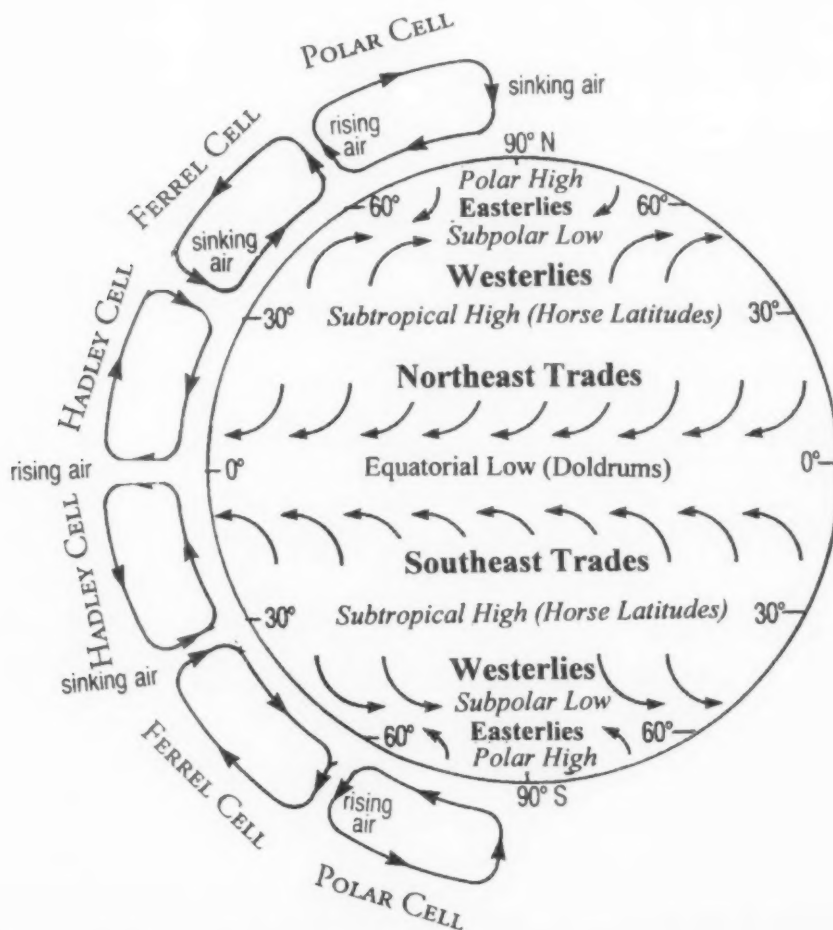 POLAR CELL
sinking air
rising
air
90° N
FERREL CELL
Polar High
60°
Easterlies
60°
sinking
air
Subpolar Low
Westerlies
HADLEY CELL
30°
Subtropical High (Horse Latitudes)
30°
Northeast Trades
rising air
0°
Equatorial Low (Doldrums)
0°
HADLEY CELL
Southeast Trades
30°
Subtropical High (Horse Latitudes)
30°
sinking air
Westerlies
Subpolar Low
FERREL CELL
60°
Easterlies
60°
Polar High
rising
air
90° S
POLAR CELL